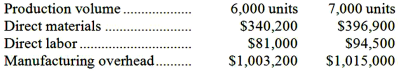 Production volume .................... 6,000 units 7,000 units
Direct materials ......................... $340,200 $396,900
Direct labor ................................ $81,000 $94,500
Manufacturing overhead.......... $1,003,200 $1,015,000